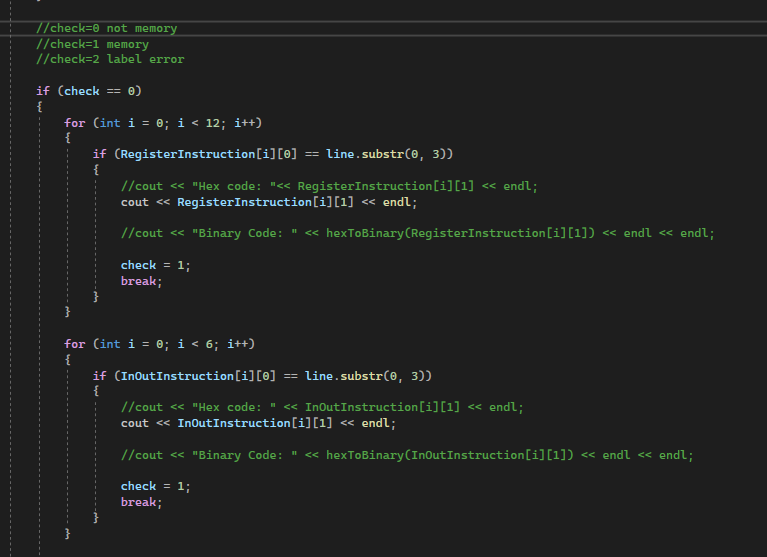 //check=0 not memory
//check=1 memory
//check=2 label error
if (check == 0)
{
for (int i = 0; i < 12; i++)
{
if (RegisterInstruction[i][0] == line.substr(0, 3))
{
//cout << "Hex code: "<< RegisterInstruction[i][1] << endl;
cout << RegisterInstruction[i][1] << endl;
//cout << "Binary Code: " << hexToBinary(RegisterInstruction[i][1]) << endl << endl;
check = 1;
break;
}
}
for (int i = 0; i < 6; i++)
{
if (InOutInstruction[i][0] == line.substr(0, 3))
{
//cout << "Hex code: " << InOutInstruction[i][1] << endl;
cout << InOutInstruction[i][1] << endl;
//cout << "Binary Code: " << hexToBinary(InOutInstruction[i][1]) << endl << endl;
check = 1;
break;
}
}